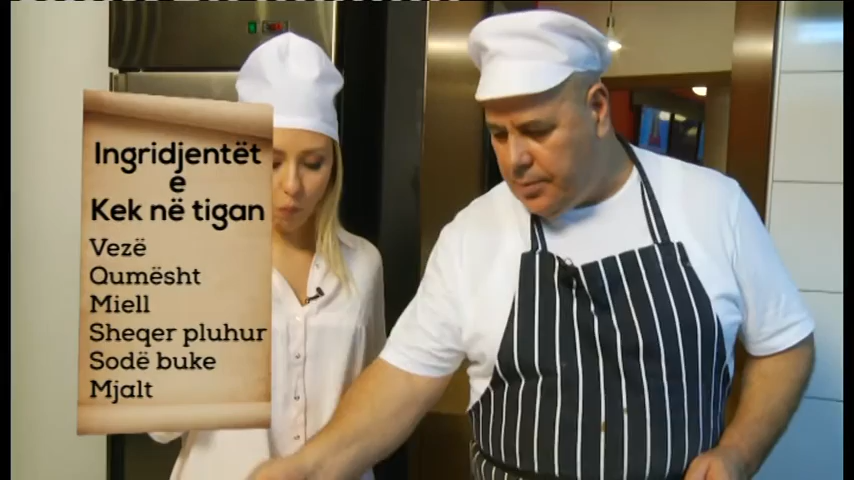 Ingridjentët
e
Kek në tigan
Vezë
Qumësht
Miell
Sheqer pluhur
Sodë buke
Mjalt